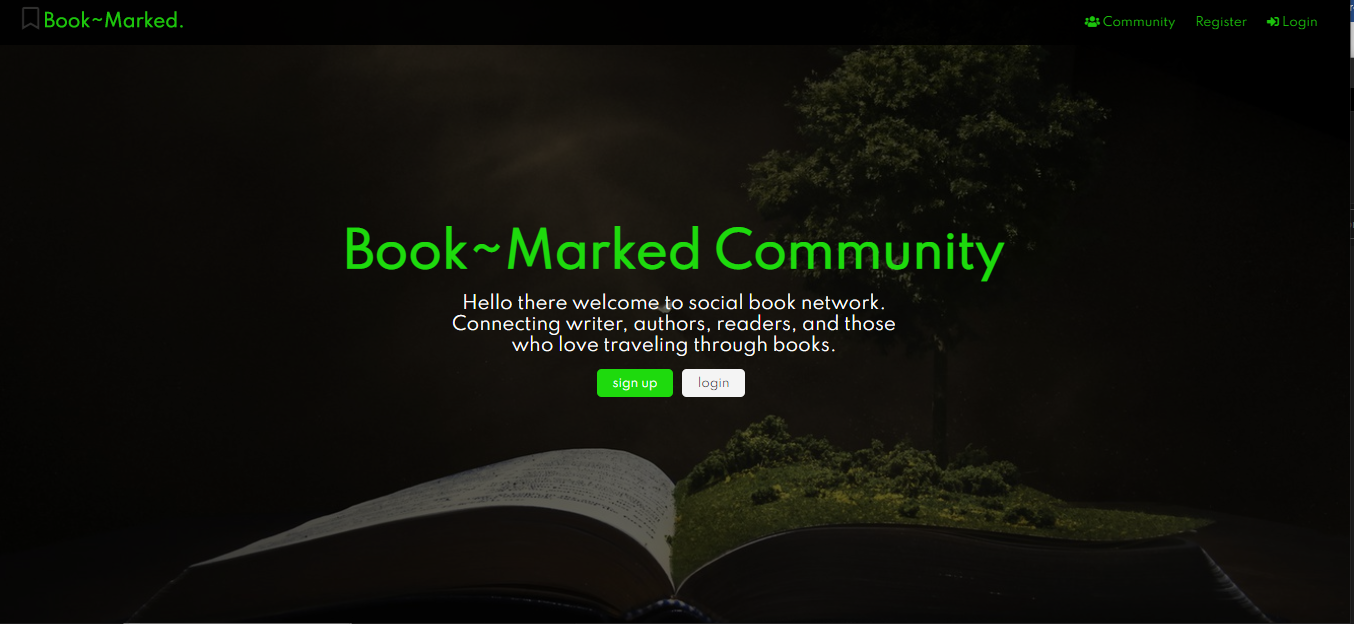 Book~Marked.
Community Register Login
Book~Marked Community
Hello there welcome to social book network.
Connecting writer, authors, readers, and those
who love traveling through books.
sign up login